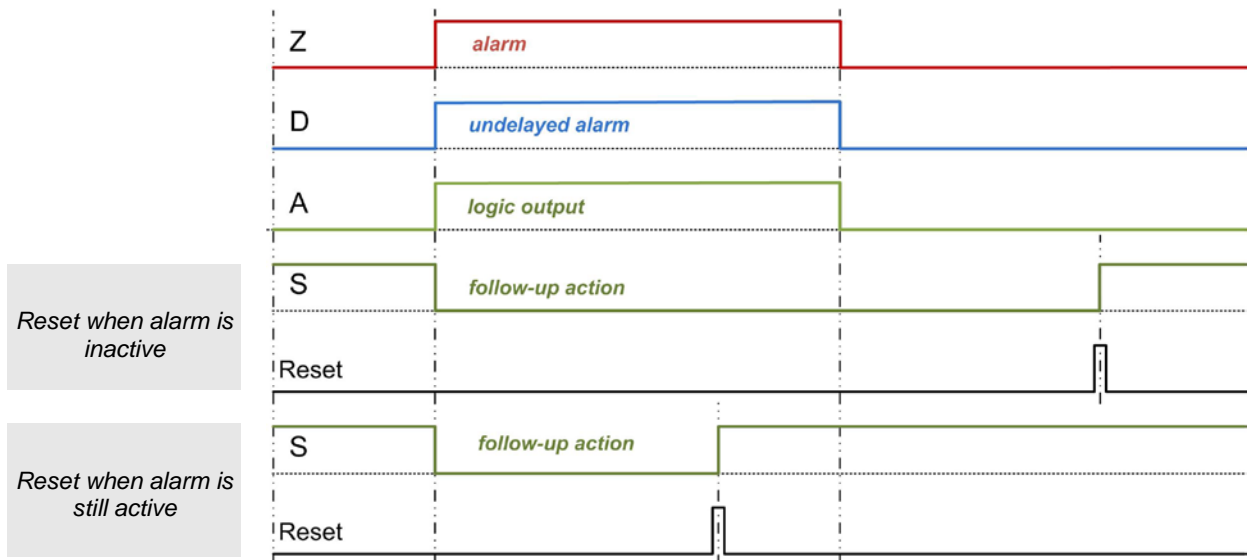 Z
alarm
D
undelayed alarm
A
logic output
S
follow-up action
Reset when alarm is
inactive
Reset
S
follow-up action
Reset when alarm is
still active
Reset